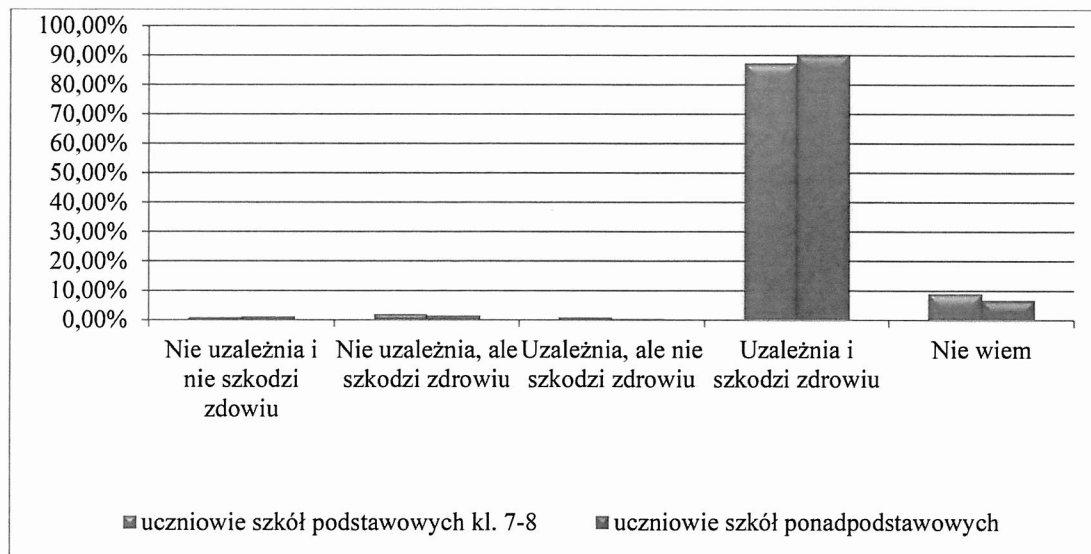 100,00%
90,00%
80,00%
70,00%
60,00%
50,00%
40,00%
30,00%
20,00%
10,00%
0,00%
Nie uzależnia i
nie szkodzi
zdowiu
Nie uzależnia, ale
szkodzi zdrowiu
Uzależnia, ale nie
szkodzi zdrowiu
Uzależnia i
szkodzi zdrowiu
Nie wiem
uczniowie szkół podstawowych kl. 7-8
uczniowie szkół ponadpodstawowych